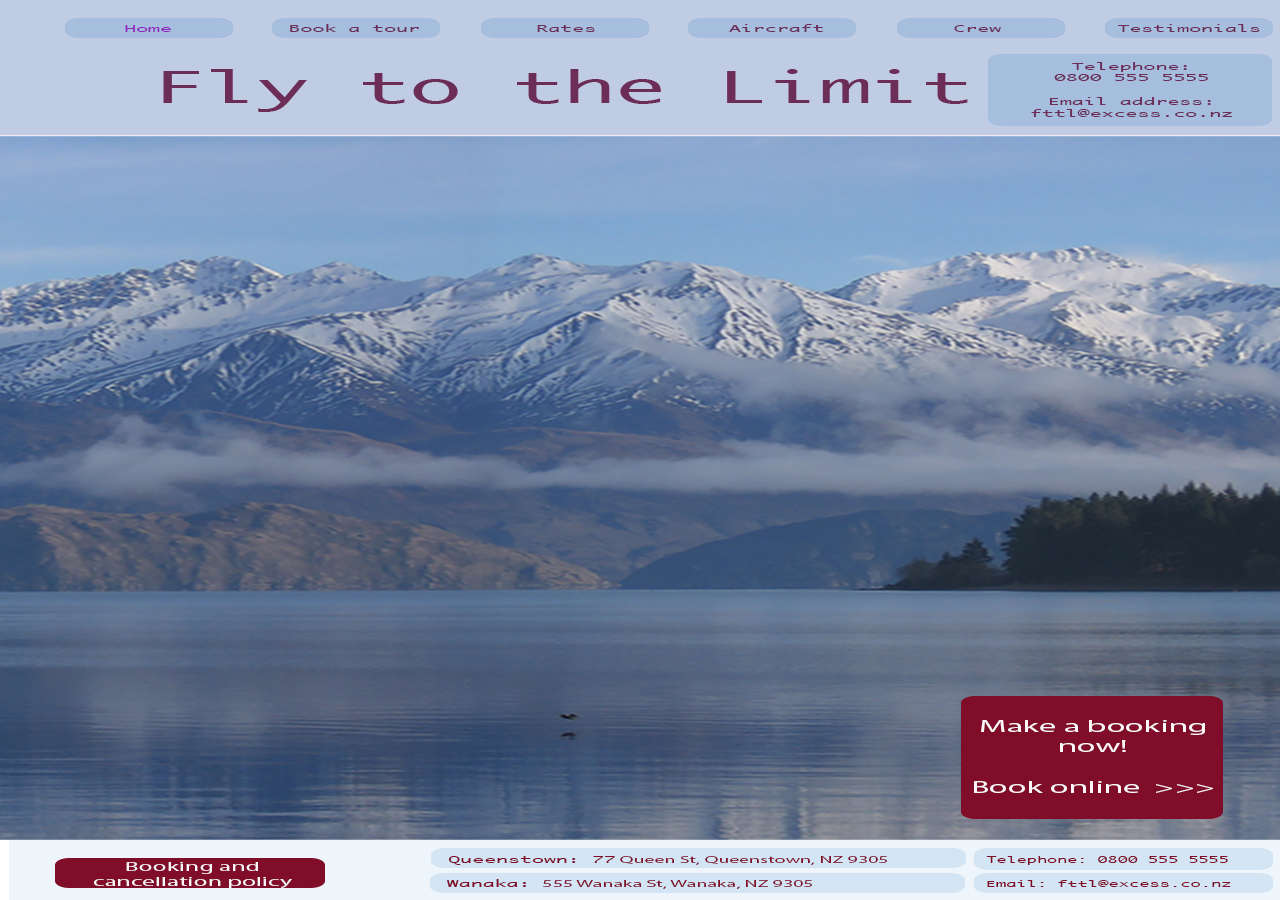 Home
Book a tour
Rates
Aircraft
Crew
Testimonials
Fly to the Limit
Telephone:
0800 555 5555
Email address:
fttl@excess.co.nz
Make a booking
now!
Book online >>>
Booking and
cancellation policy
Queenstown: 77 Queen St, Queenstown, NZ 9305
Telephone: 0800 555 5555
Wanaka: 555 Wanaka St, Wanaka, NZ 9305
Email: fttl@excess.co.nz